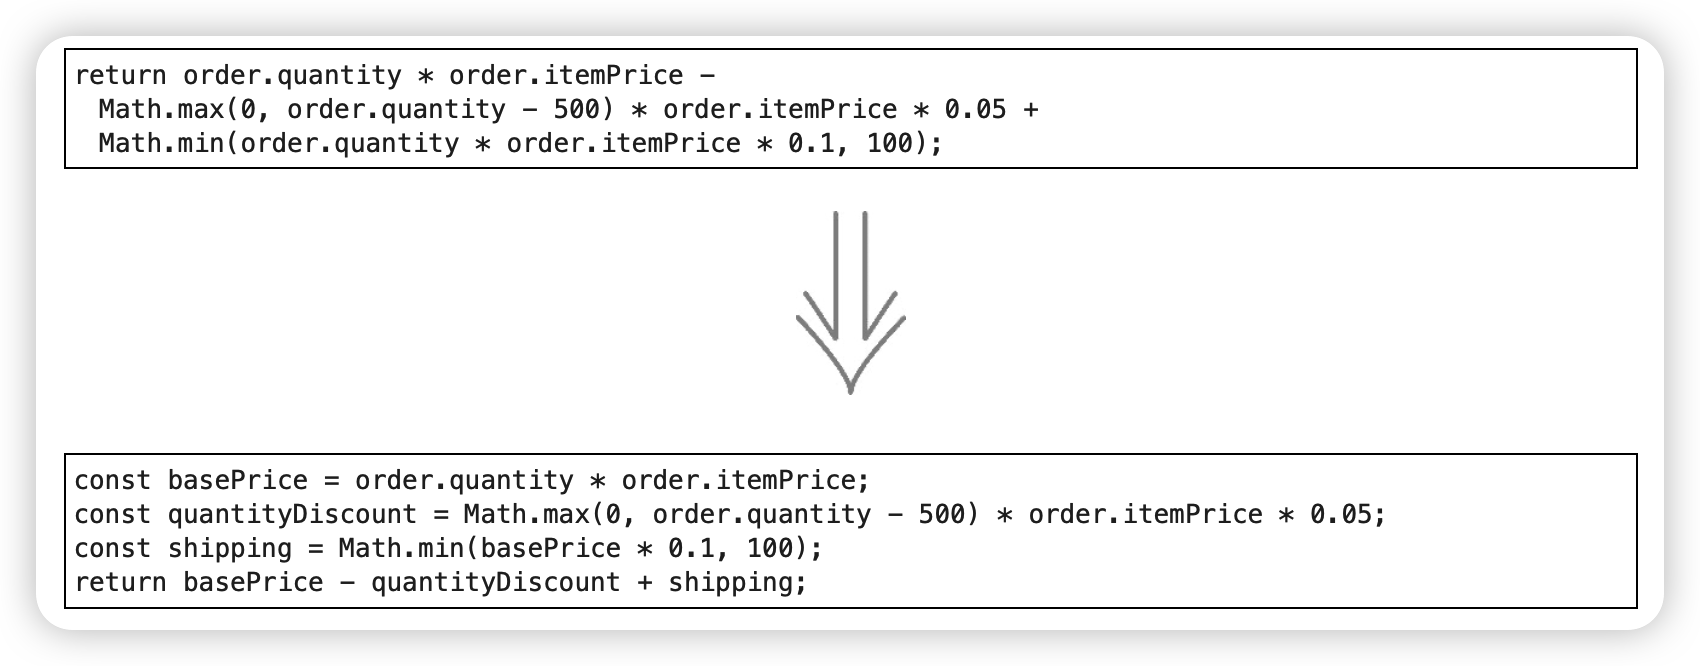 return order.quantity * order.itemPrice -
Math.max(0, order.quantity - 500) * order.itemPrice * 0.05 +
Math.min(order.quantity * order.itemPrice * 0.1, 100);
const basePrice = order.quantity * order.itemPrice;
const quantityDiscount = Math.max(0, order.quantity - 500) * order.itemPrice * 0.05;
const shipping = Math.min(basePrice * 0.1, 100);
return basePrice - quantityDiscount + shipping;